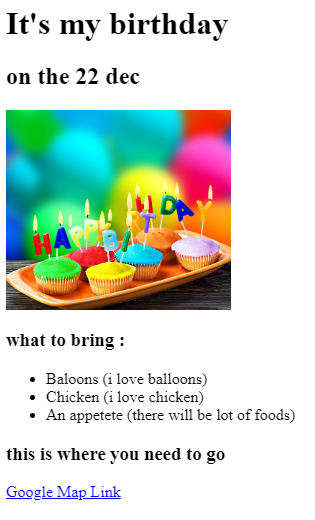 It's my birthday
on the 22 dec
HAPPY BIRTHDAY
what to bring :
Baloons (i love balloons)
Chicken (i love chicken)
An appetete (there will be lot of foods)
this is where you need to go
Google Map Link